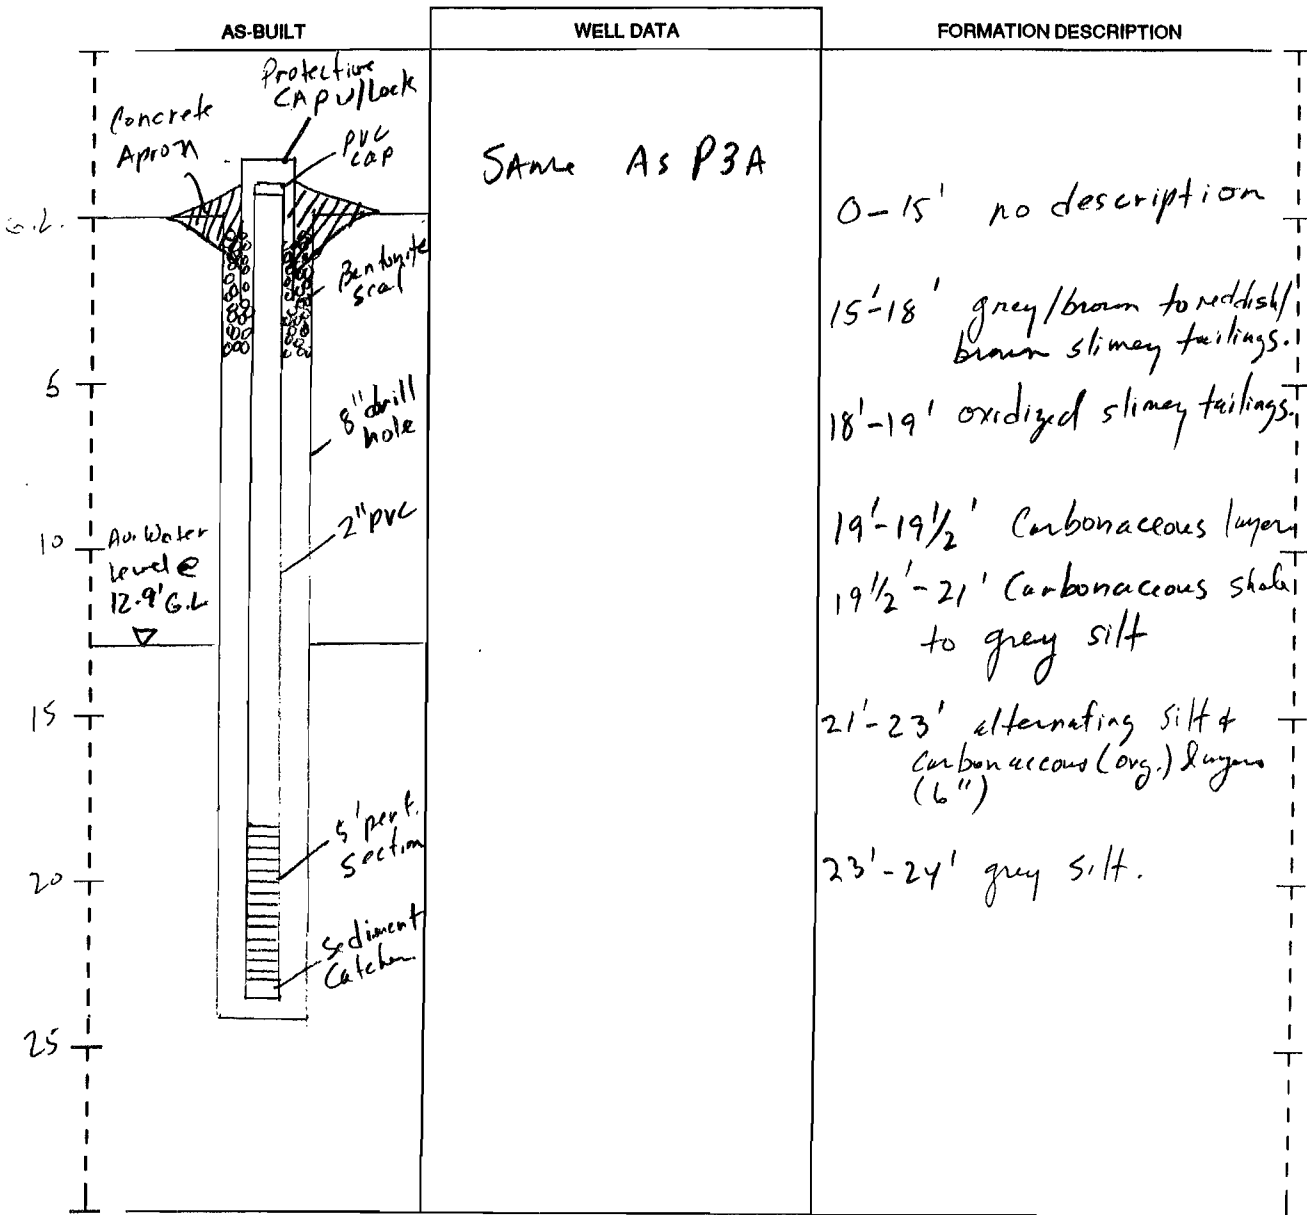 AS-BUILT
WELL DATA
FORMATION DESCRIPTION
Protective
CAP w/Lock
Concrete
Apron
PVC
cap
G.L.
Bentonite
seal
5
8" drill
hole
2" PVC
10
Av. Water
level @
12.9' G.L.
15
5' perf.
section
20
Sediment
Catcher
25
SAme As P3A
0-15' no description
15'-18' grey/brown to reddish/
brown slimey tailings.
18'-19' oxidized slimey tailings.
19'-19 1/2' Carbonaceous layer
19 1/2'-21' Carbonaceous shale
to grey silt
21'-23' alternating silt &
carbonaceous (org.) layers
(6")
23'-24' grey silt.